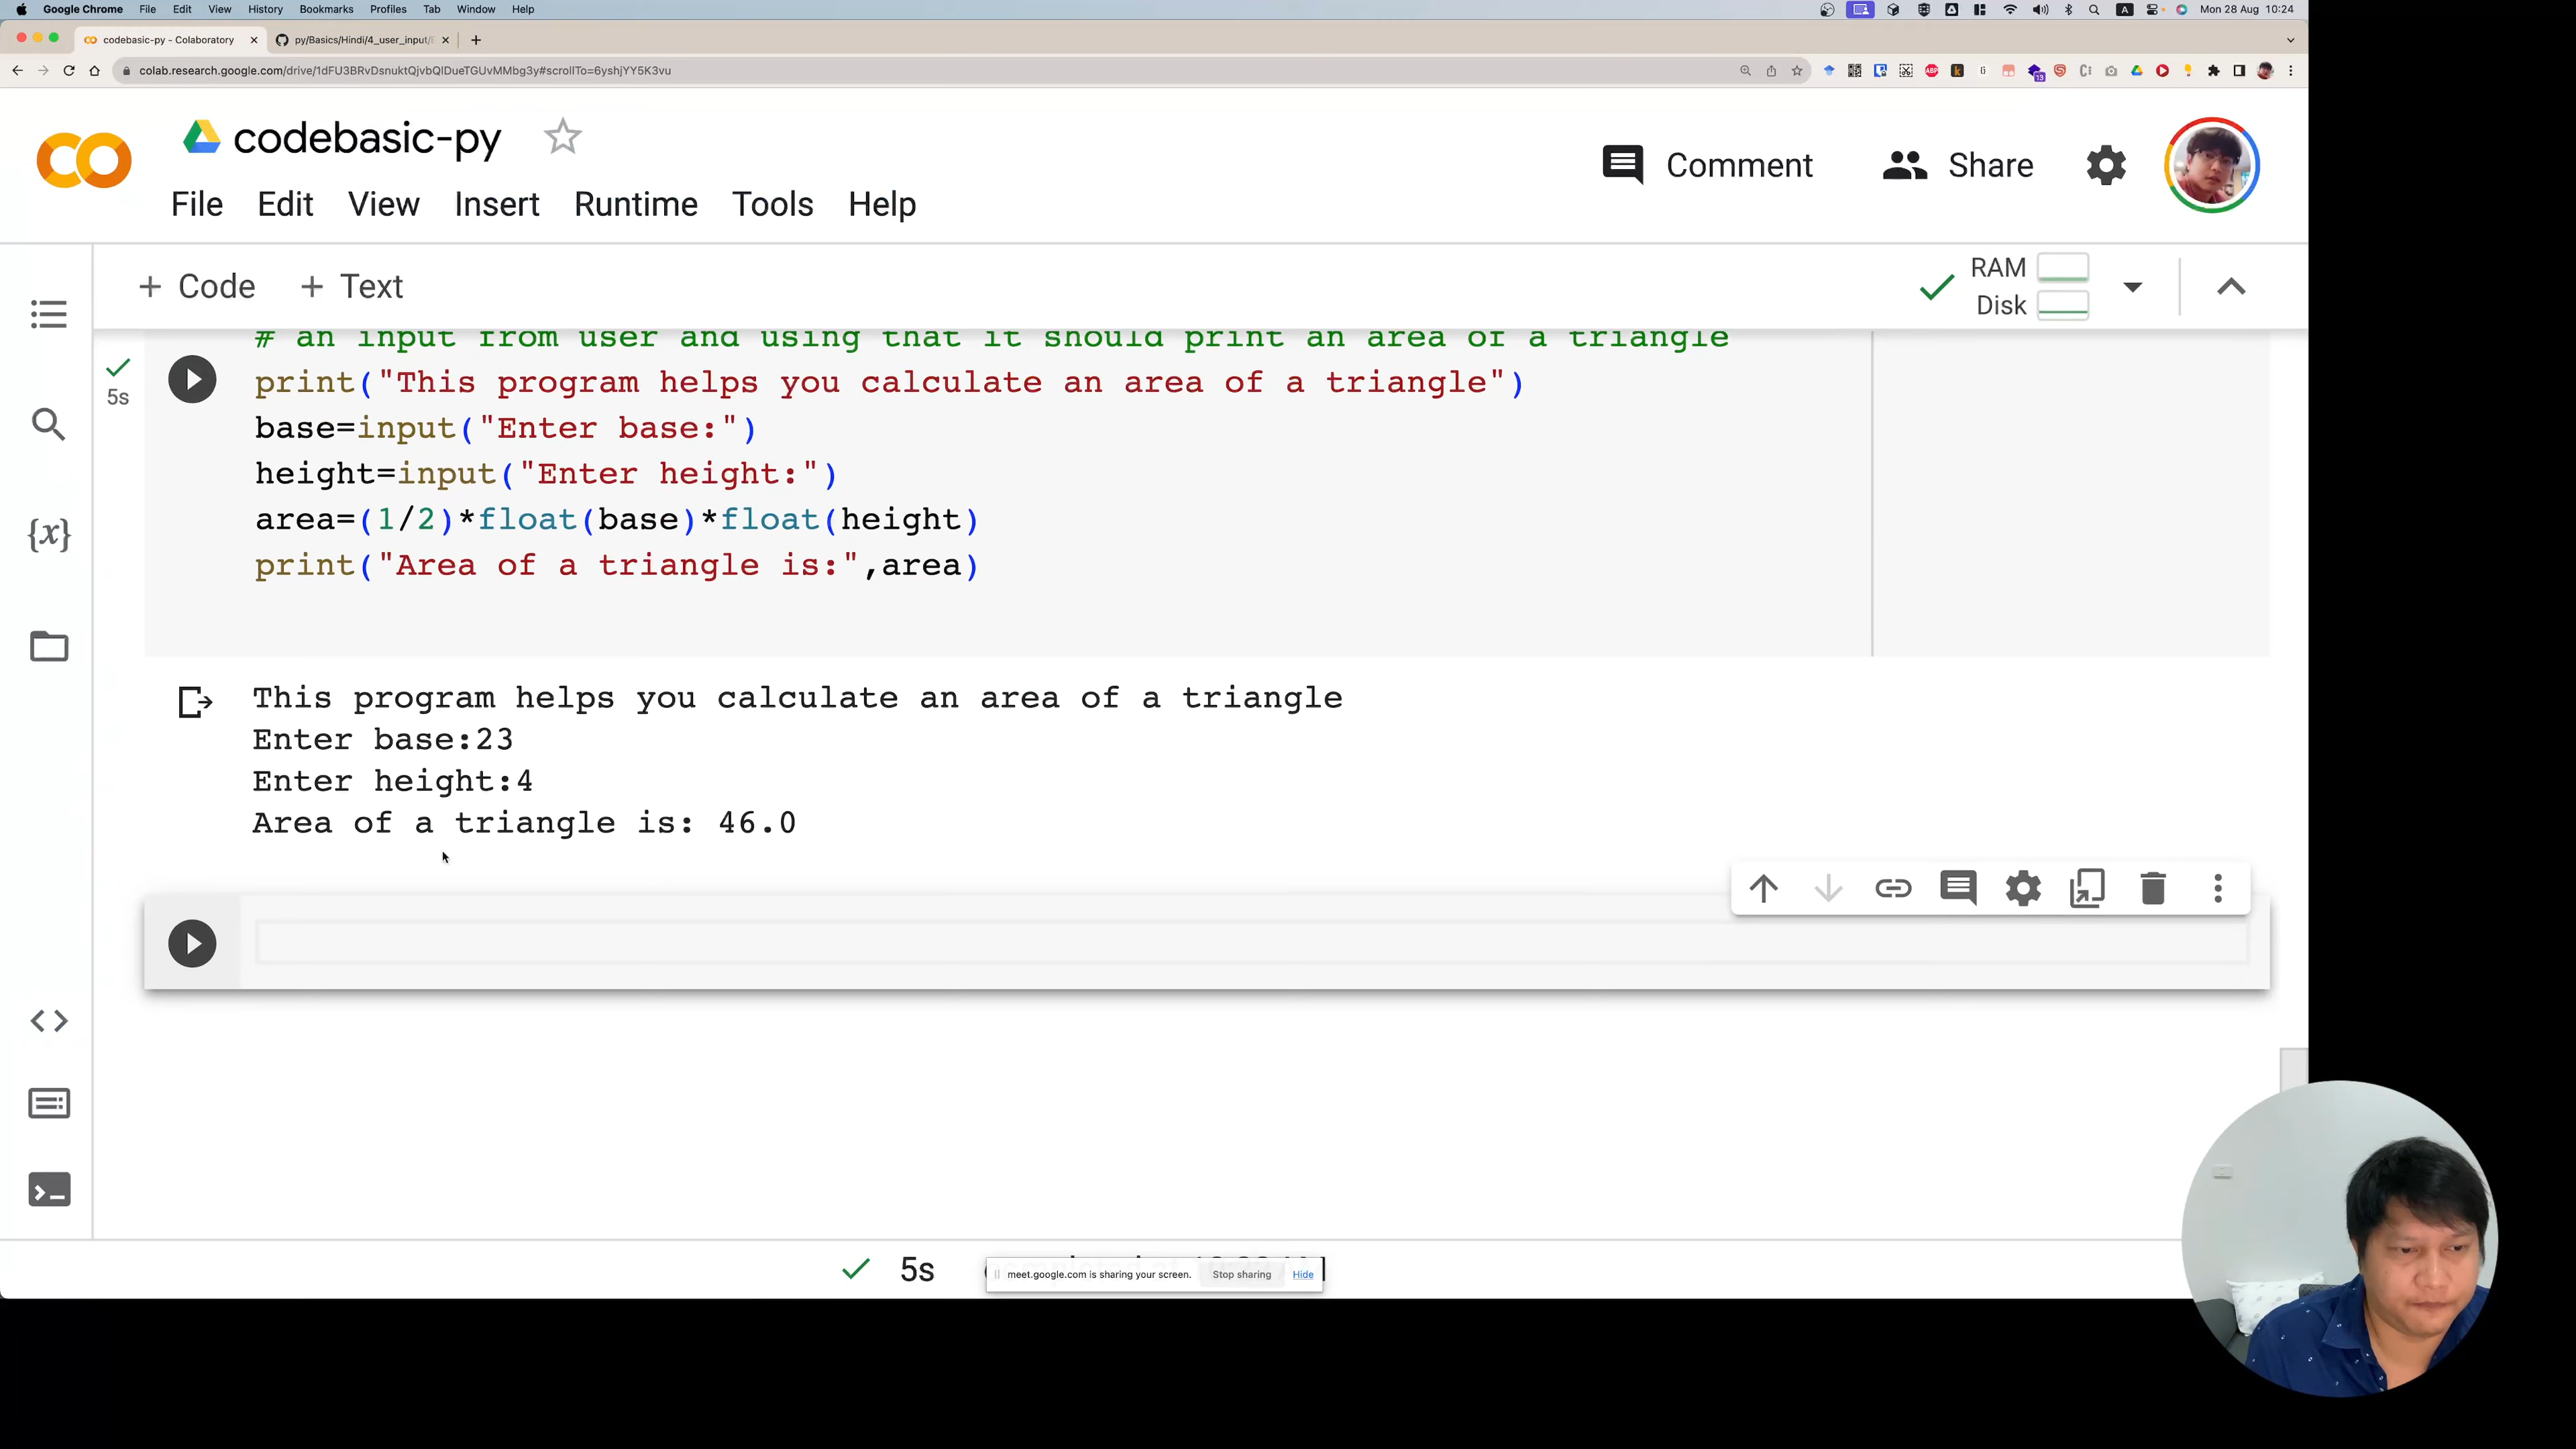 Google Chrome File Edit View History Bookmarks Profiles Tab Window Help
Mon 28 Aug 10:24
codebasic-py - Colaboratory
py/Basics/Hindi/4_user_input/
colab.research.google.com/drive/1dFU3BRvDsnuktQjvbQlDueTGUvMMbg3y#scrollTo=6yshjYY5K3vu
codebasic-py
Comment
Share
File Edit View Insert Runtime Tools Help
+ Code + Text
RAM
Disk
# an input from user and using that it should print an area of a triangle
5s
print("This program helps you calculate an area of a triangle")
base=input("Enter base:")
height=input("Enter height:")
area=(1/2)*float(base)*float(height)
print("Area of a triangle is:",area)
This program helps you calculate an area of a triangle
Enter base:23
Enter height:4
Area of a triangle is: 46.0
5s
meet.google.com is sharing your screen. Stop sharing Hide